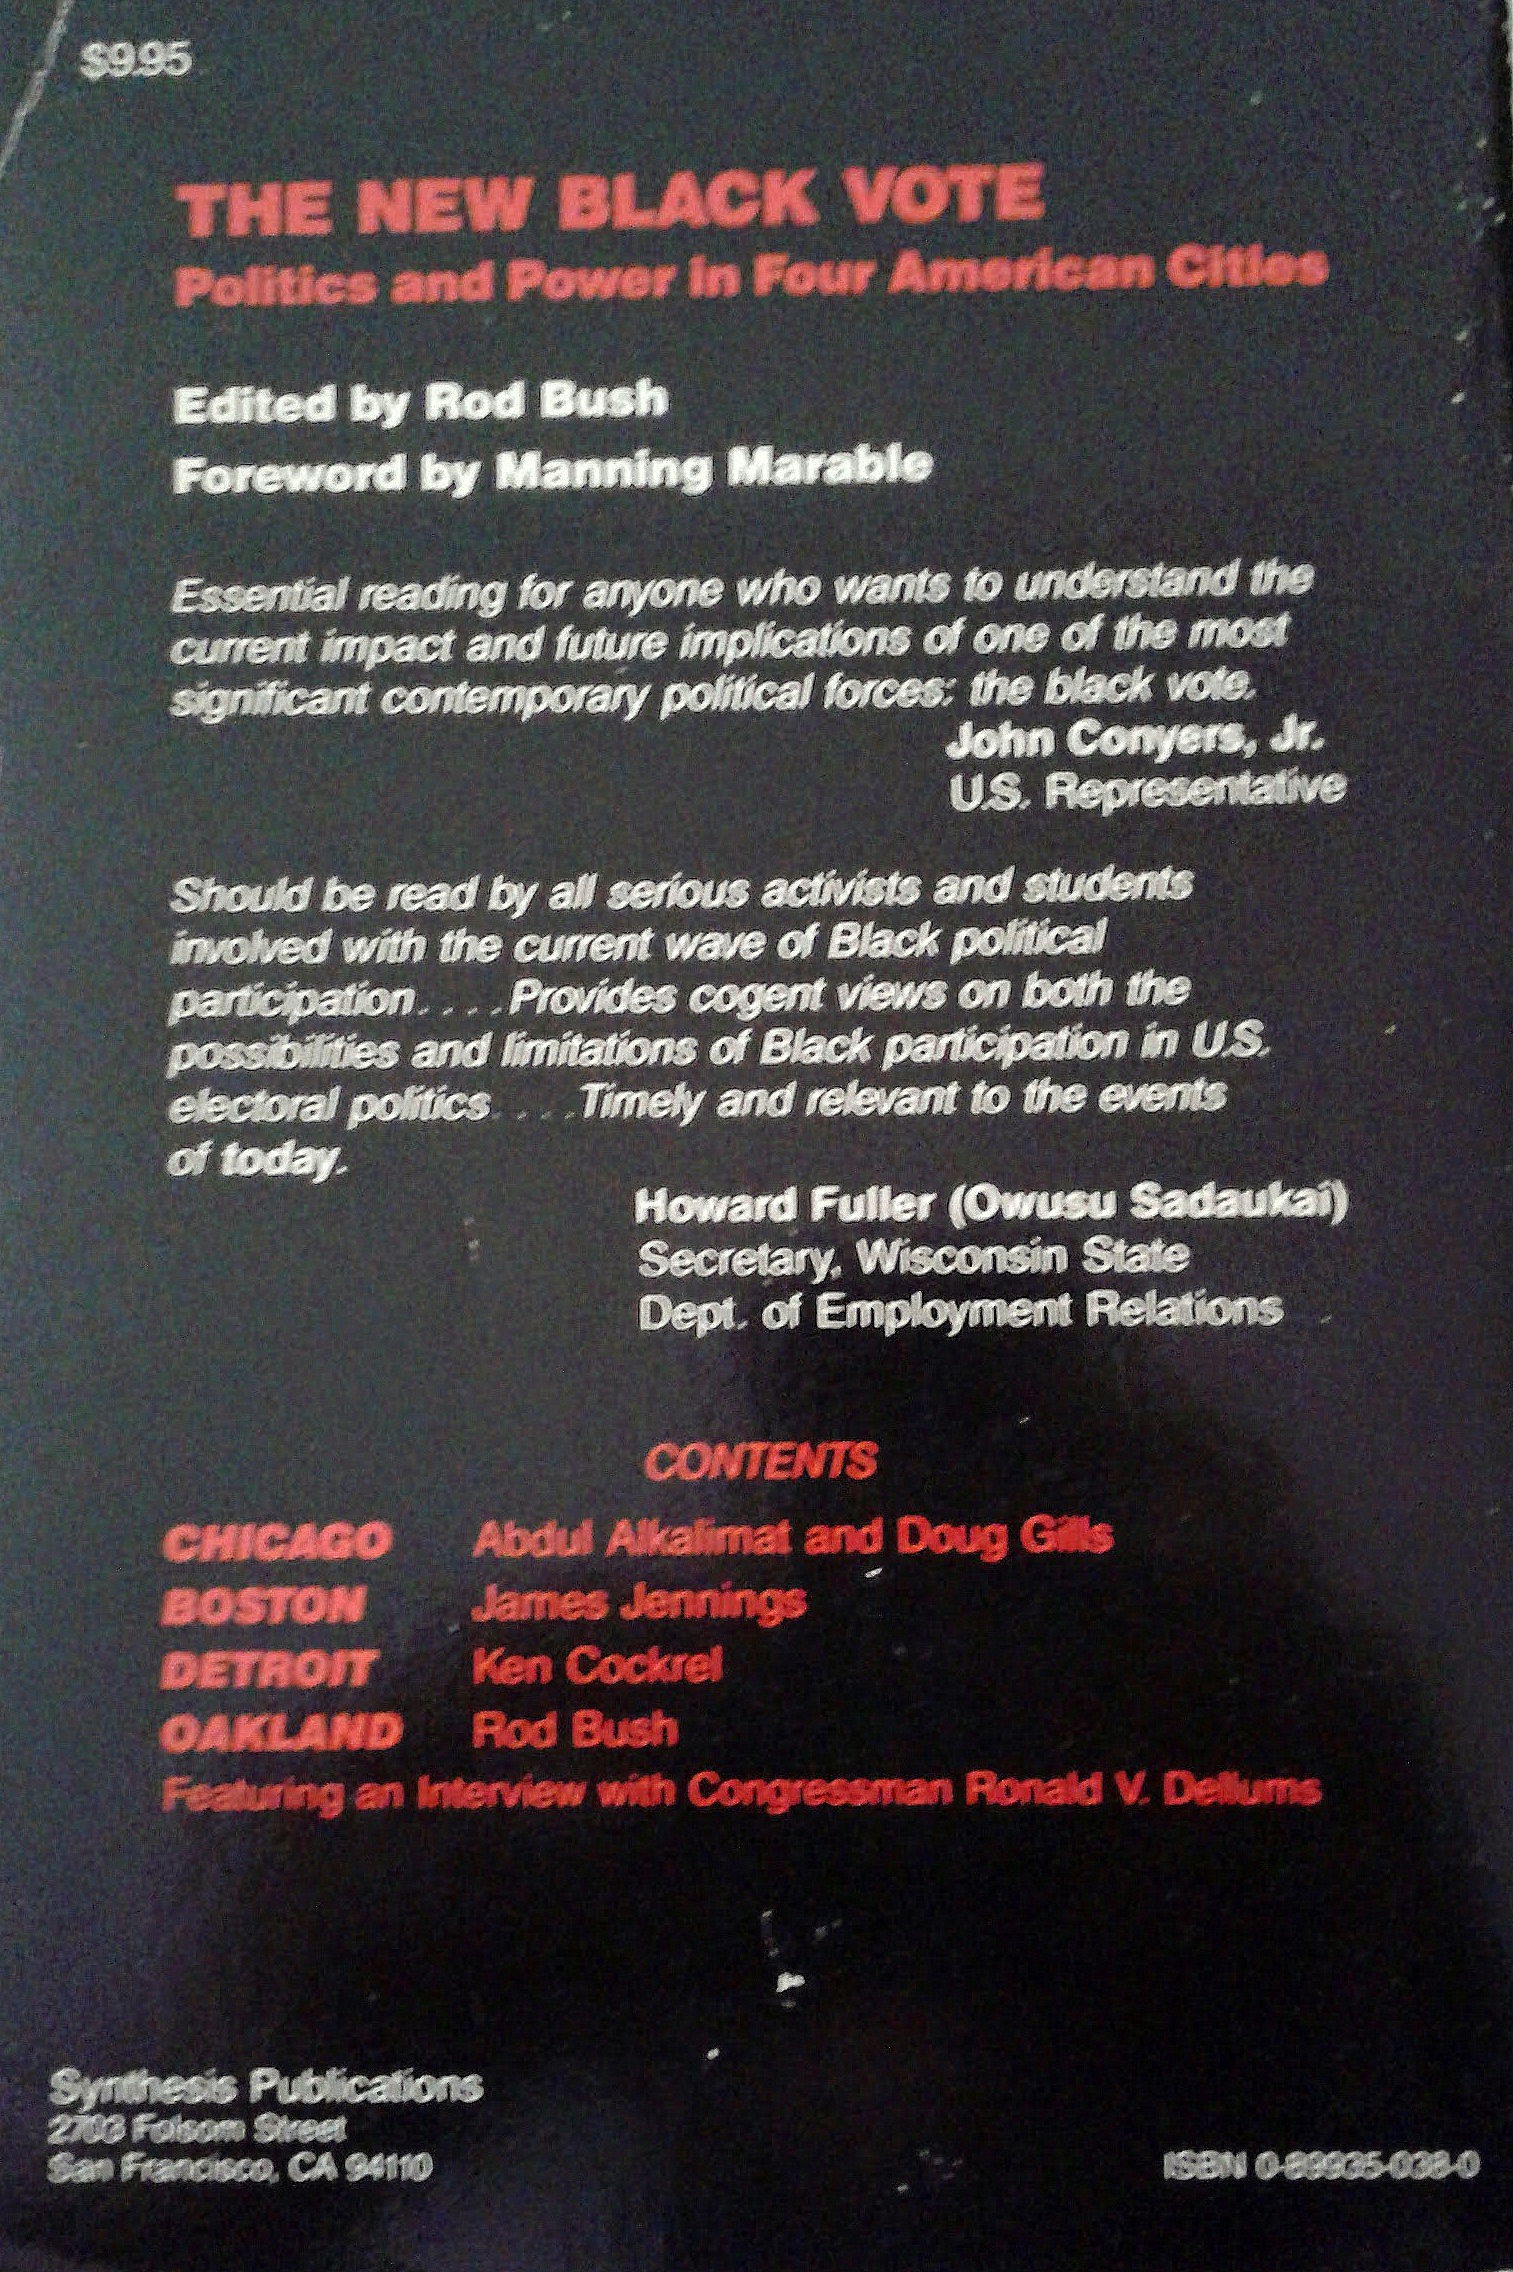 $9.95
THE NEW BLACK VOTE
Politics and Power in Four American Cities
Edited by Rod Bush
Foreword by Manning Marable
Essential reading for anyone who wants to understand the
current impact and future implications of one of the most
significant contemporary political forces: the black vote.
John Conyers, Jr.
U.S. Representative
Should be read by all serious activists and students
involved with the current wave of Black political
participation. . . . Provides cogent views on both the
possibilities and limitations of Black participation in U.S.
electoral politics. . . . Timely and relevant to the events
of today.
Howard Fuller (Owusu Sadaukai)
Secretary, Wisconsin State
Dept. of Employment Relations
CONTENTS
CHICAGO Abdul Alkalimat and Doug Gills
BOSTON James Jennings
DETROIT Ken Cockrel
OAKLAND Rod Bush
Featuring an Interview with Congressman Ronald V. Dellums
Synthesis Publications
2703 Folsom Street
San Francisco, CA 94110
ISBN 0-89935-038-0